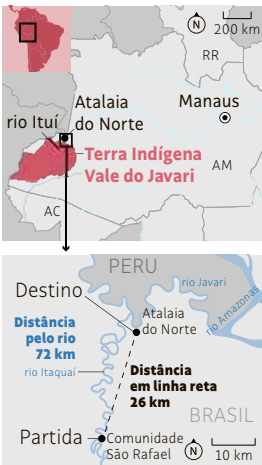 N
200 km
RR
Atalaia
do Norte
Manaus
rio Ituí
Terra Indígena
Vale do Javari
AM
AC
PERU
rio Javari
Destino
rio Amazonas
Atalaia
do Norte
Distância
pelo rio
72 km
rio Itaquaí
Distância
em linha reta
26 km
BRASIL
Partida
Comunidade
São Rafael
N
10 km